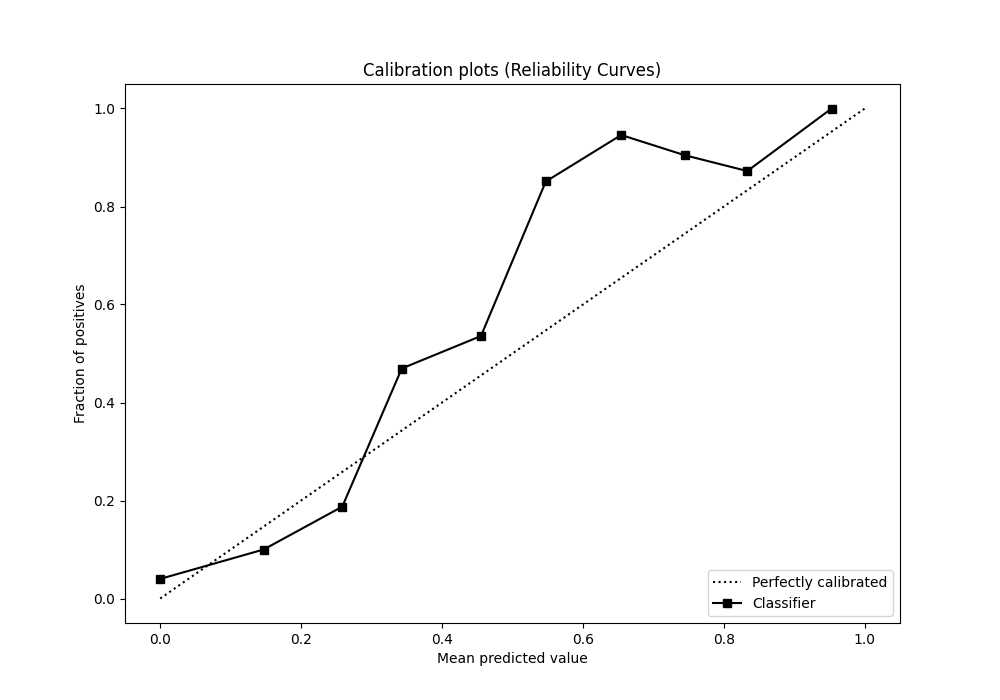 Calibration plots (Reliability Curves)
1.0
0.8
0.6
0.4
0.2
0.0
Fraction of positives
0.0 0.2 0.4 0.6 0.8 1.0
Mean predicted value
Perfectly calibrated
Classifier